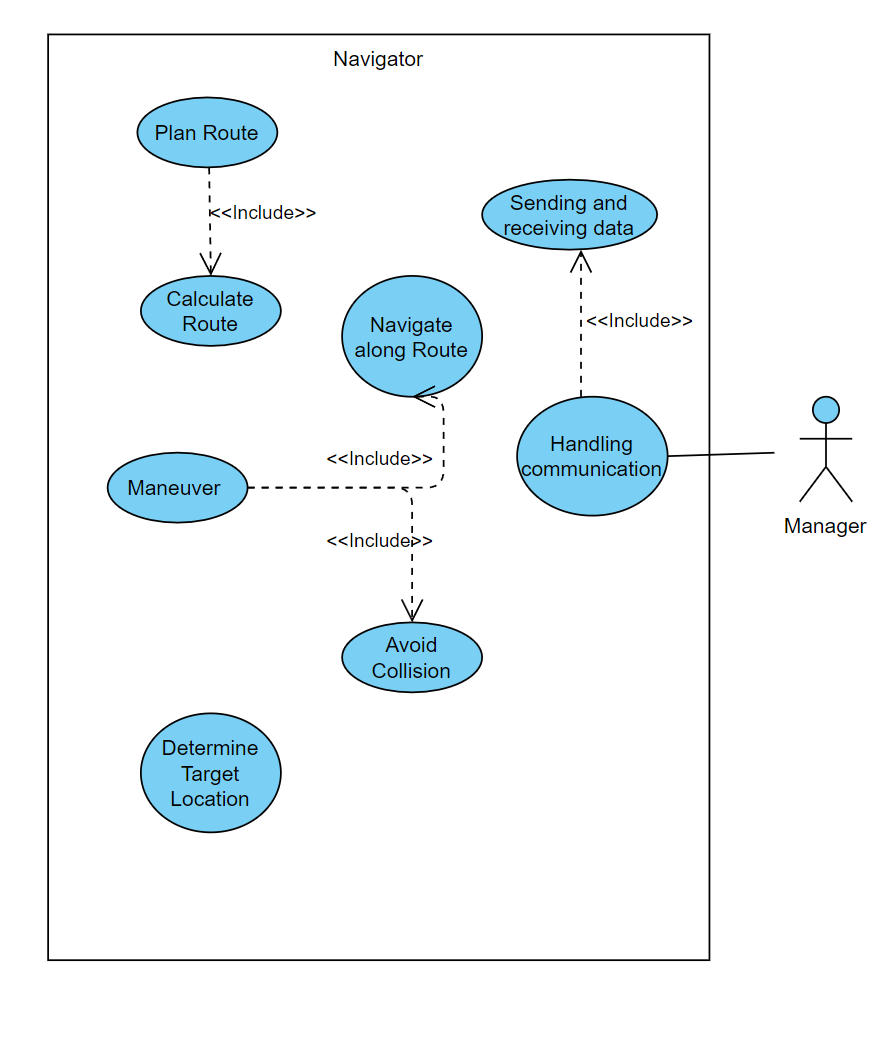 Navigator
Plan Route
<<Include>>
Sending and
receiving data
Calculate
Route
Navigate
along Route
<<Include>>
Handling
communication
<<Include>>
Maneuver
Manager
<<Include>>
Avoid
Collision
Determine
Target
Location